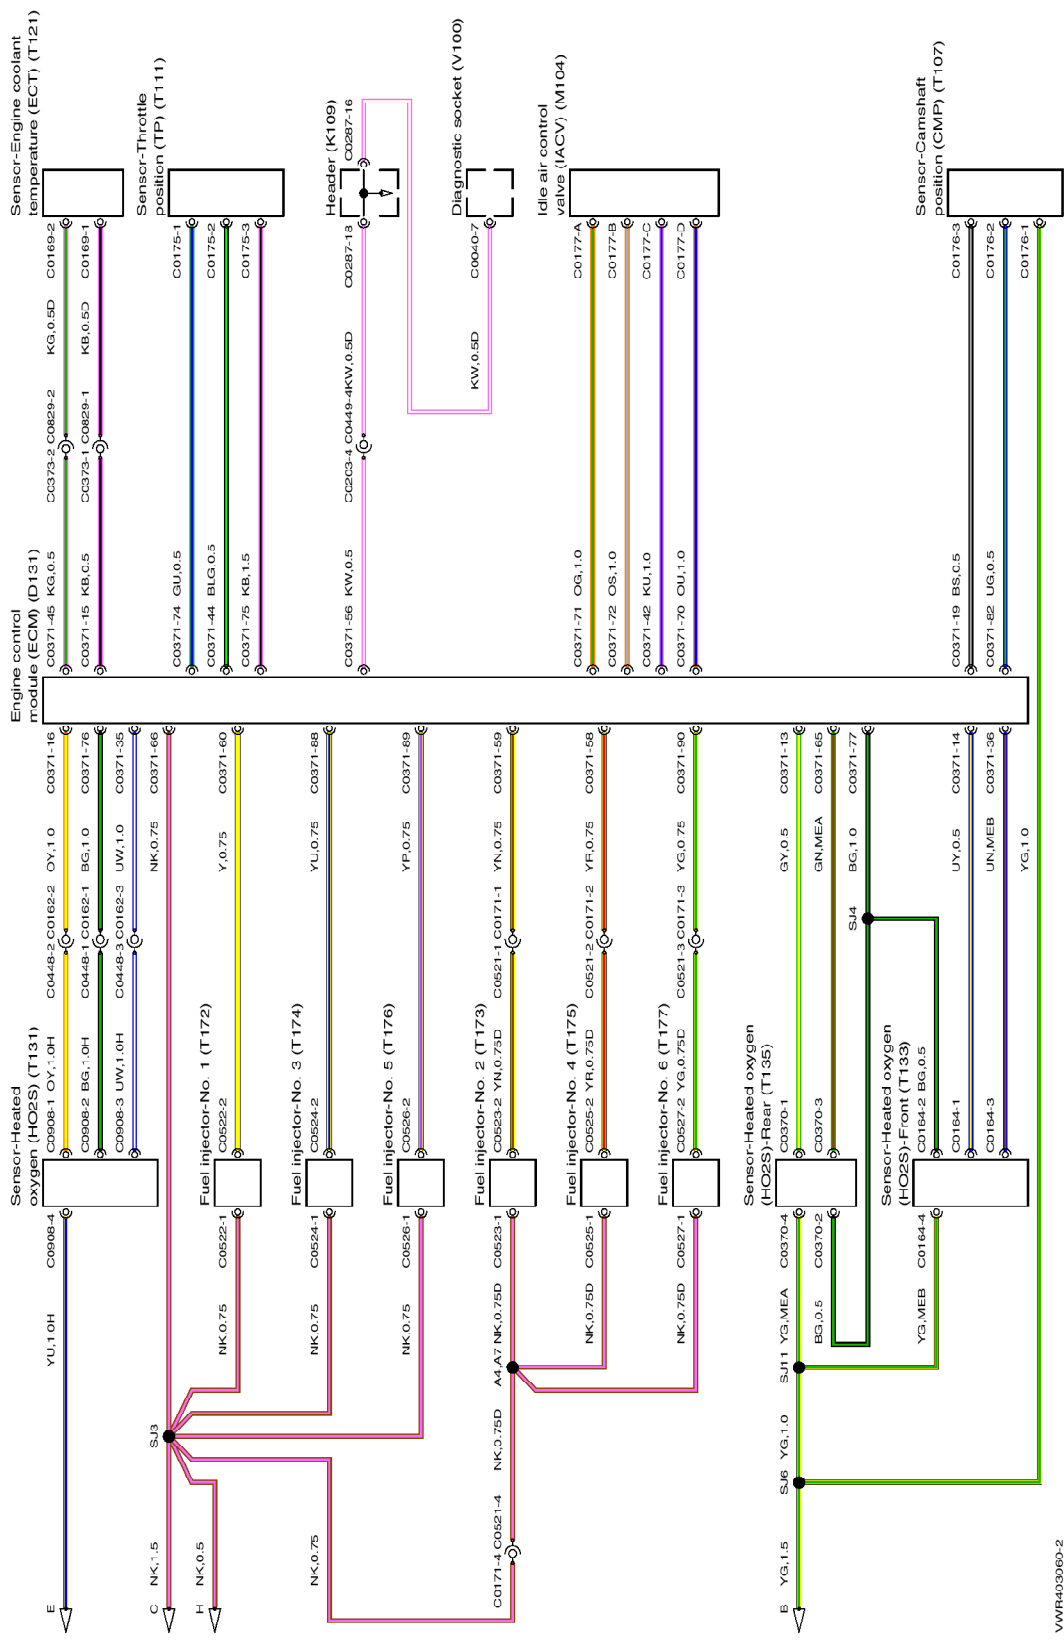 Sensor-Engine coolant
temperature (ECT) (T121)
C0169-2
KG,0.5D
C0829-2
C0373-2
KG,0.5
C0371-45
C0169-1
KB,0.5D
C0829-1
C0373-1
KB,0.5
C0371-15
Sensor-Throttle
position (TP) (T111)
C0175-1
GU,0.5
C0371-74
C0175-2
BLG,0.5
C0371-44
C0175-3
KB,1.5
C0371-75
Header (K109)
C0287-16
C0287-18
KW,0.5D
C0449-4
C0203-4
KW,0.5
C0371-56
Diagnostic socket (V100)
C0040-7
KW,0.5D
Idle air control
valve (IACV) (M104)
C0177-A
OG,1.0
C0371-71
C0177-B
OS,1.0
C0371-72
C0177-C
KU,1.0
C0371-42
C0177-D
OU,1.0
C0371-70
Sensor-Camshaft
position (CMP) (T107)
C0176-3
BS,0.5
C0371-19
C0176-2
UG,0.5
C0371-82
C0176-1
YG,1.0
Engine control
module (ECM) (D131)
C0371-16
OY,1.0
C0162-2
C0448-2
OY,1.0H
C0908-1
C0371-78
BG,1.0
C0162-1
C0448-1
BG,1.0H
C0908-2
C0371-35
UW,1.0
C0162-3
C0448-3
UW,1.0H
C0908-3
C0371-66
NK,0.75
C0371-60
Y,0.75
C0522-2
C0371-88
YU,0.75
C0524-2
C0371-89
YP,0.75
C0526-2
C0371-59
YN,0.75
C0171-1
C0521-1
YN,0.75D
C0523-2
C0371-58
YR,0.75
C0171-2
C0521-2
YR,0.75D
C0525-2
C0371-90
YG,0.75
C0171-3
C0521-3
YG,0.75D
C0527-2
C0371-13
GY,0.5
C0370-1
C0371-65
GN,MEA
C0370-3
C0371-77
BG,1.0
SJ4
BG,0.5
C0164-2
C0371-14
UY,0.5
C0164-1
C0371-36
UN,MEB
C0164-3
Sensor-Heated
oxygen (HO2S) (T131)
C0908-4
YU,1.0H
E
Fuel injector-No. 1 (T172)
C0522-1
NK,0.75
Fuel injector-No. 3 (T174)
C0524-1
NK,0.75
Fuel injector-No. 5 (T176)
C0526-1
NK,0.75
SJ3
NK,1.5
C
NK,0.5
H
NK,0.75
Fuel injector-No. 2 (T173)
C0523-1
NK,0.75D
A4,A7
NK,0.75D
C0521-4
C0171-4
Fuel injector-No. 4 (T175)
C0525-1
NK,0.75D
Fuel injector-No. 6 (T177)
C0527-1
NK,0.75D
Sensor-Heated oxygen
(HO2S)-Rear (T135)
C0370-4
YG,MEA
SJ11
YG,1.0
SJ6
YG,1.5
B
C0370-2
BG,0.5
Sensor-Heated oxygen
(HO2S)-Front (T133)
C0164-4
YG,MEB
VWR403060-2